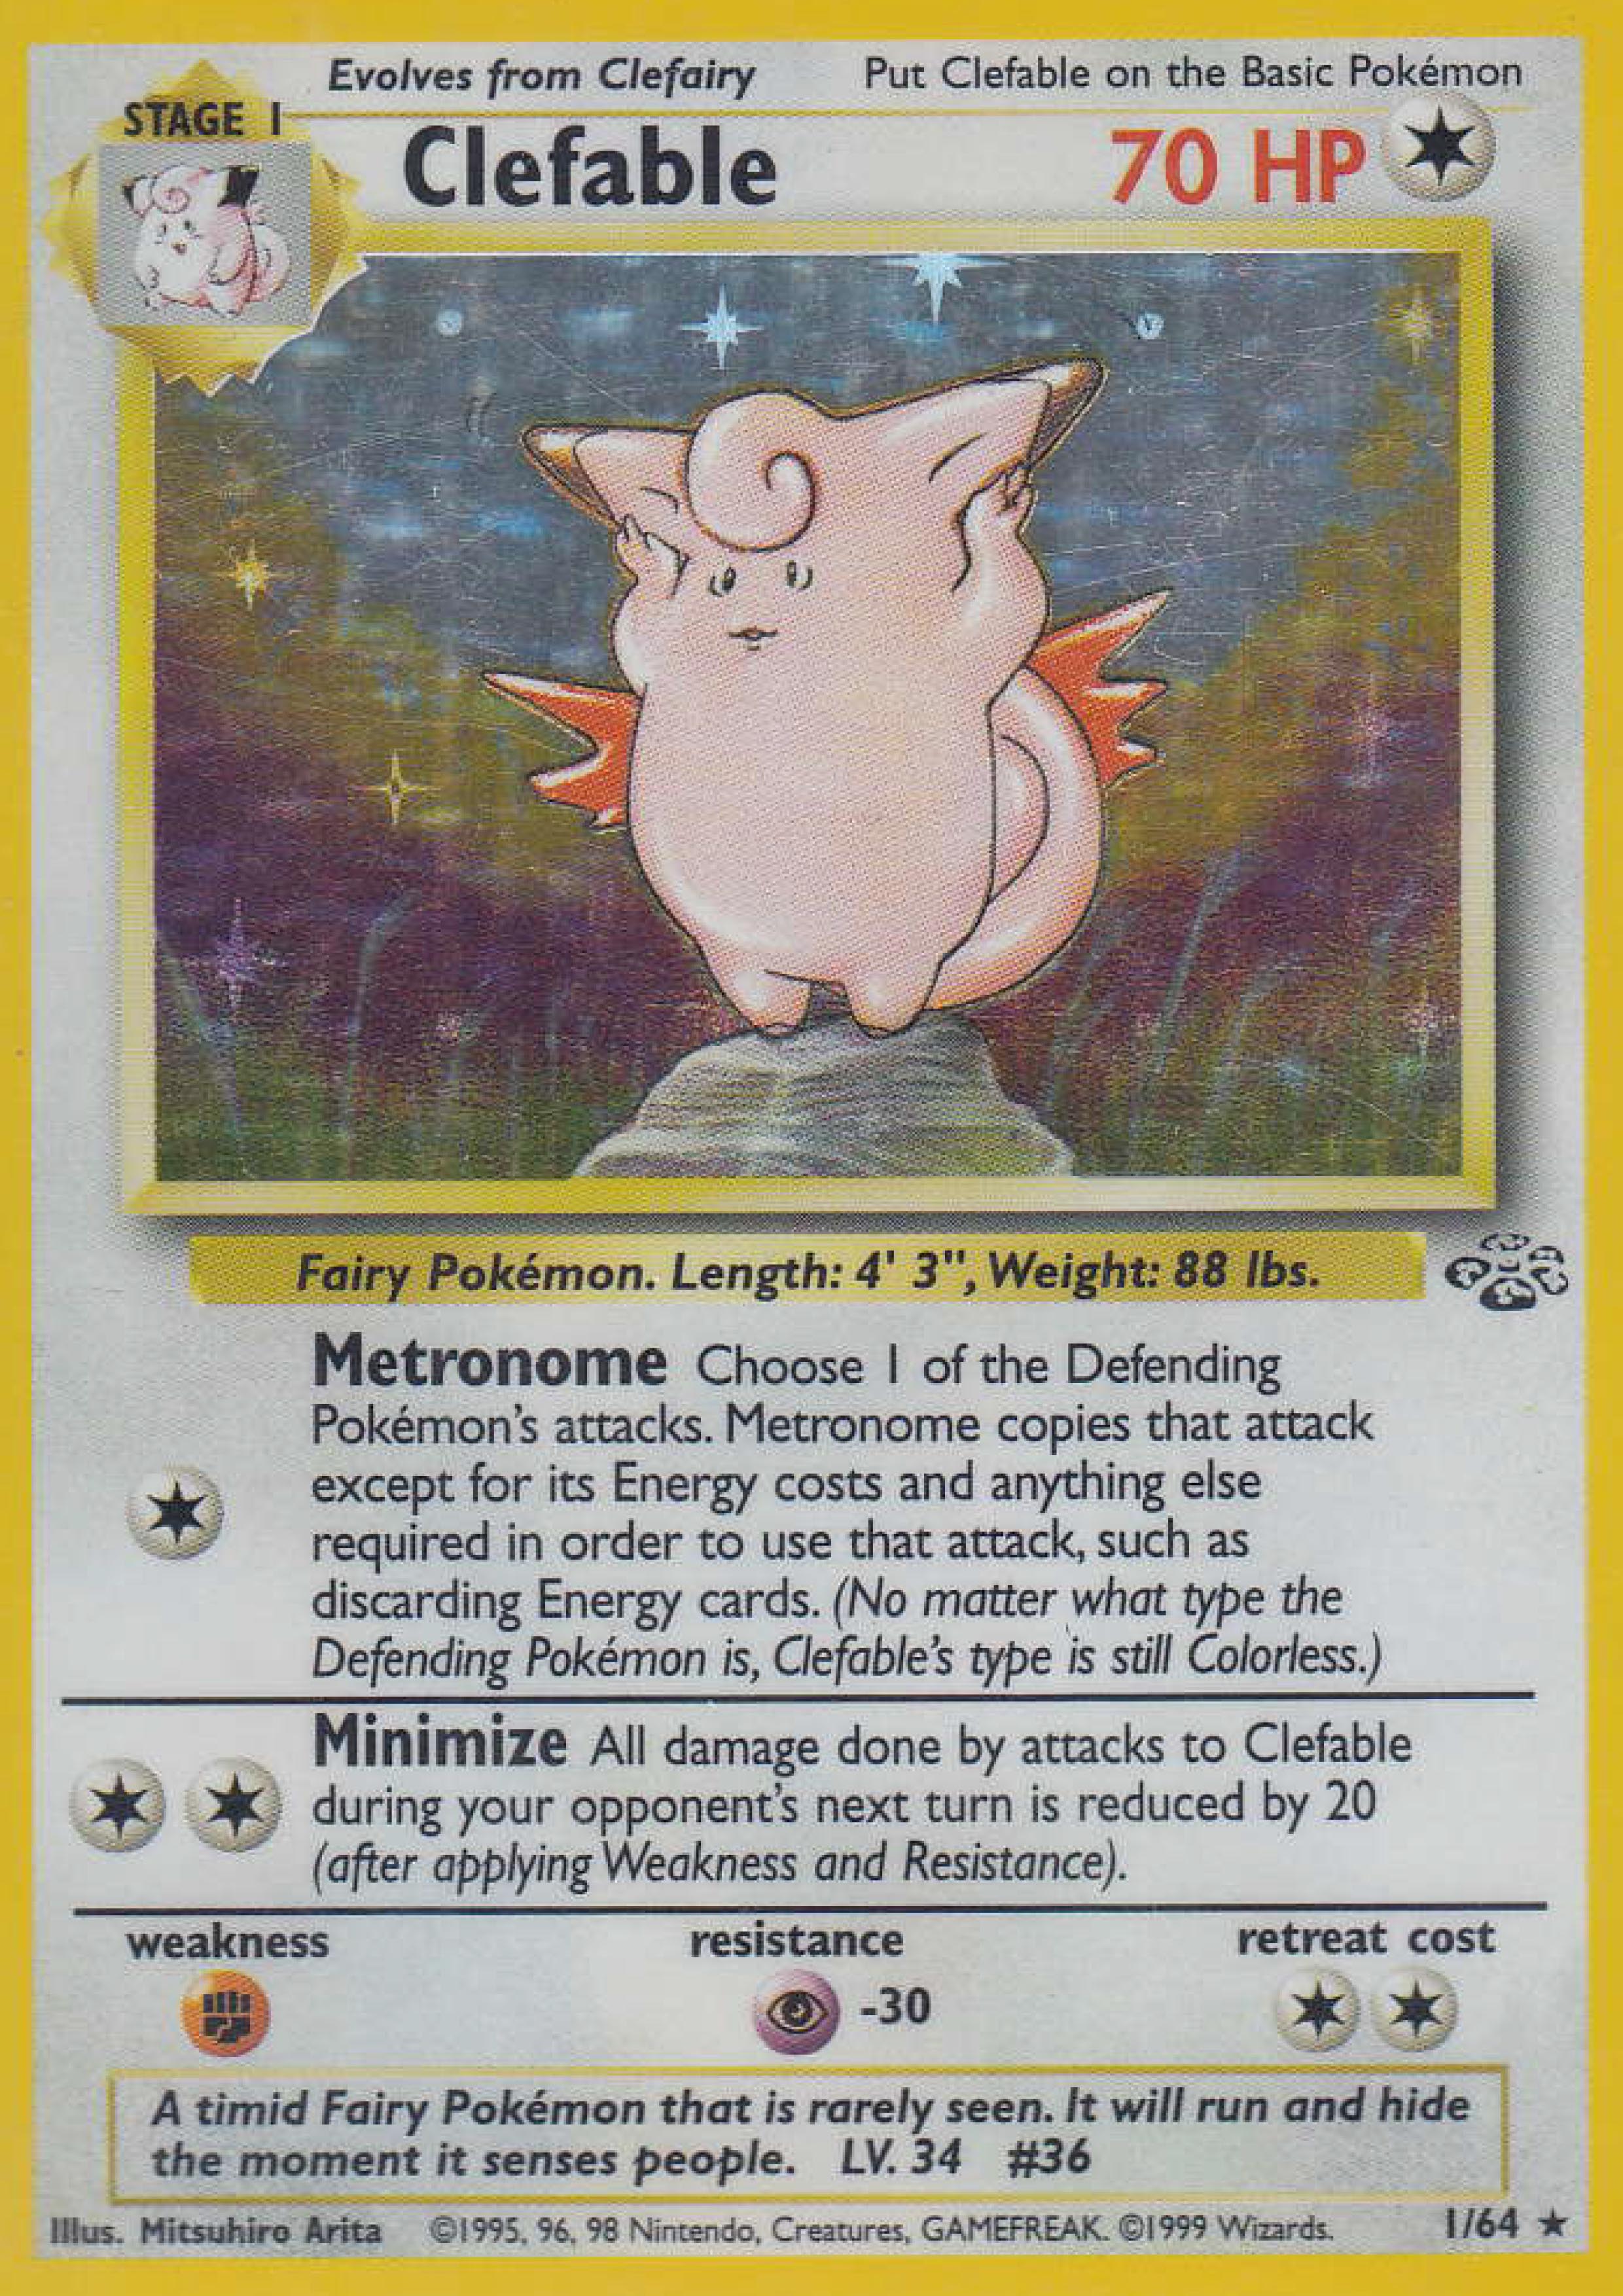 Evolves from Clefairy Put Clefable on the Basic Pokémon
STAGE 1
Clefable 70 HP
Fairy Pokémon. Length: 4' 3", Weight: 88 lbs.
Metronome Choose 1 of the Defending
Pokémon's attacks. Metronome copies that attack
except for its Energy costs and anything else
required in order to use that attack, such as
discarding Energy cards. (No matter what type the
Defending Pokémon is, Clefable's type is still Colorless.)
Minimize All damage done by attacks to Clefable
during your opponent's next turn is reduced by 20
(after applying Weakness and Resistance).
weakness resistance retreat cost
-30
A timid Fairy Pokémon that is rarely seen. It will run and hide
the moment it senses people. LV. 34 #36
Illus. Mitsuhiro Arita ©1995, 96, 98 Nintendo, Creatures, GAMEFREAK. ©1999 Wizards. 1/64 ★